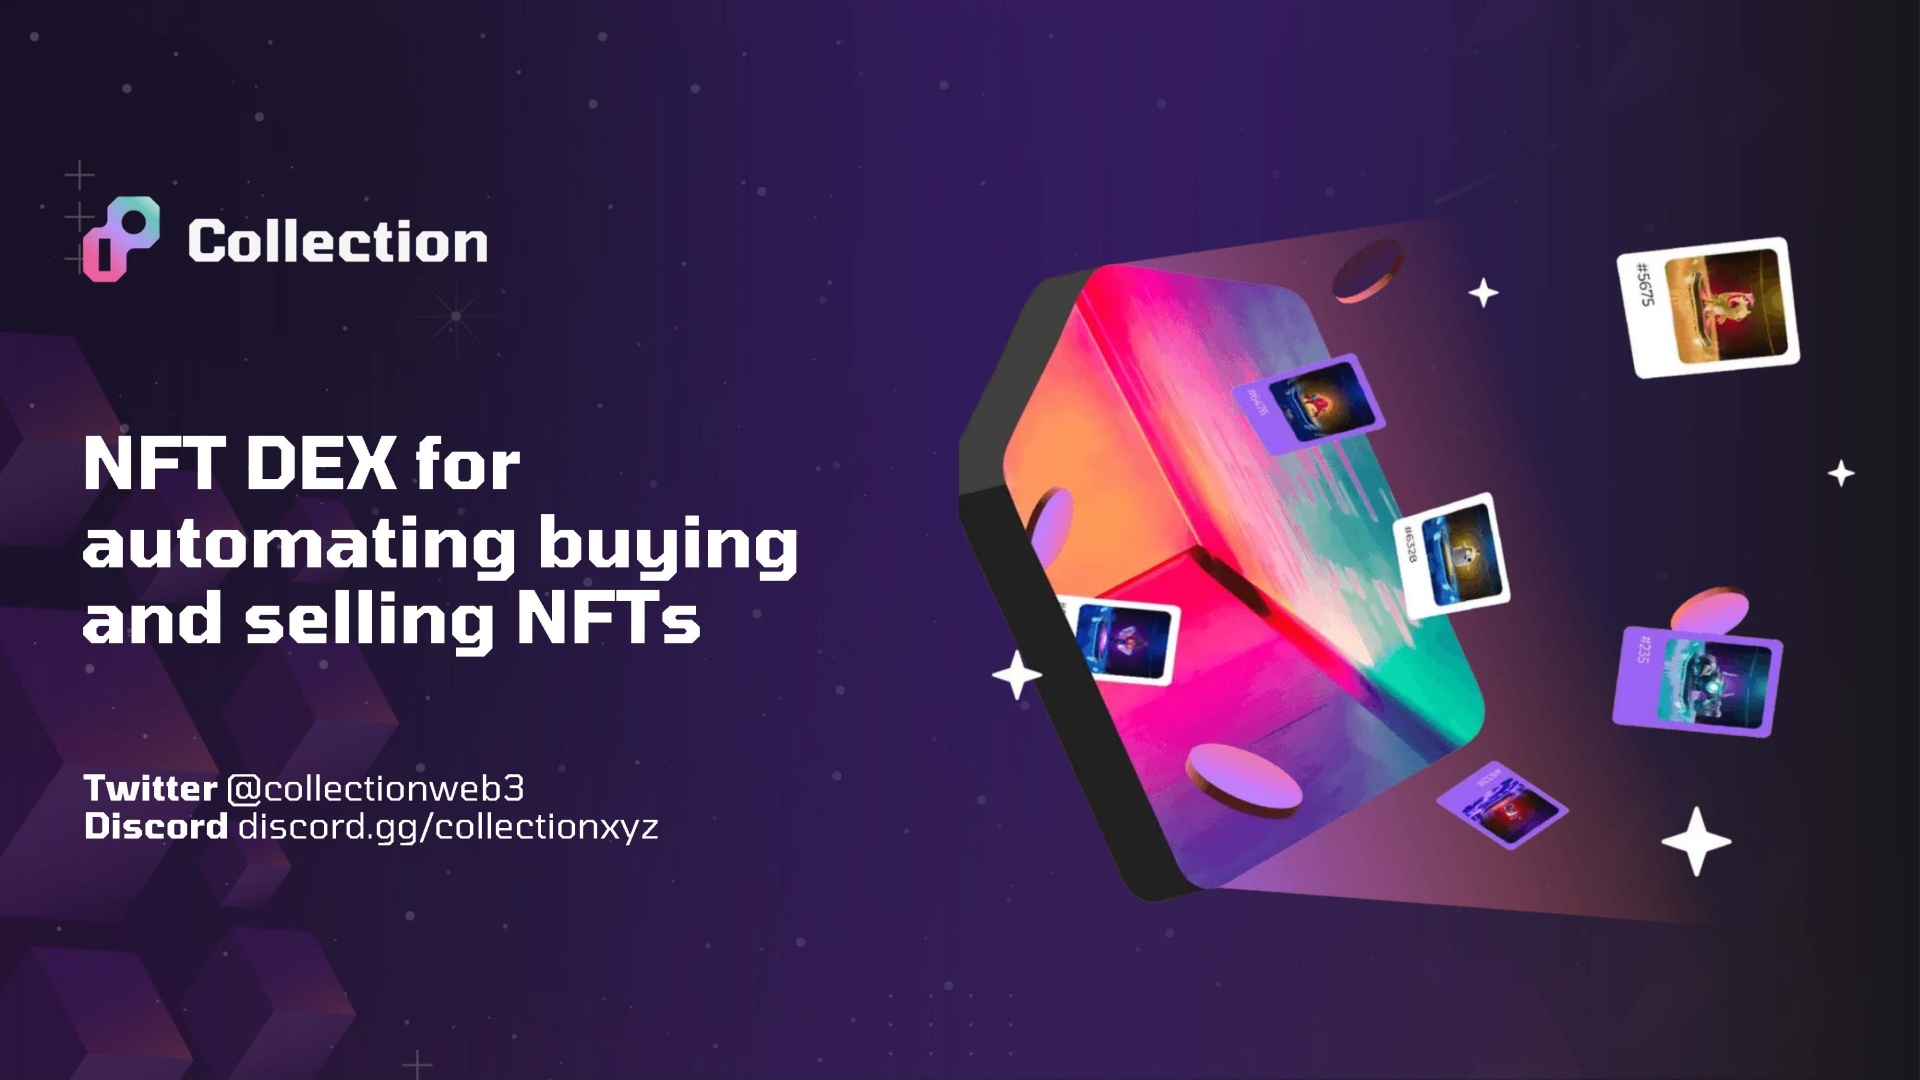 Collection
NFT DEX for
automating buying
and selling NFTs
Twitter @collectionweb3
Discord discord.gg/collectionxyz
#5675
#6328
#235